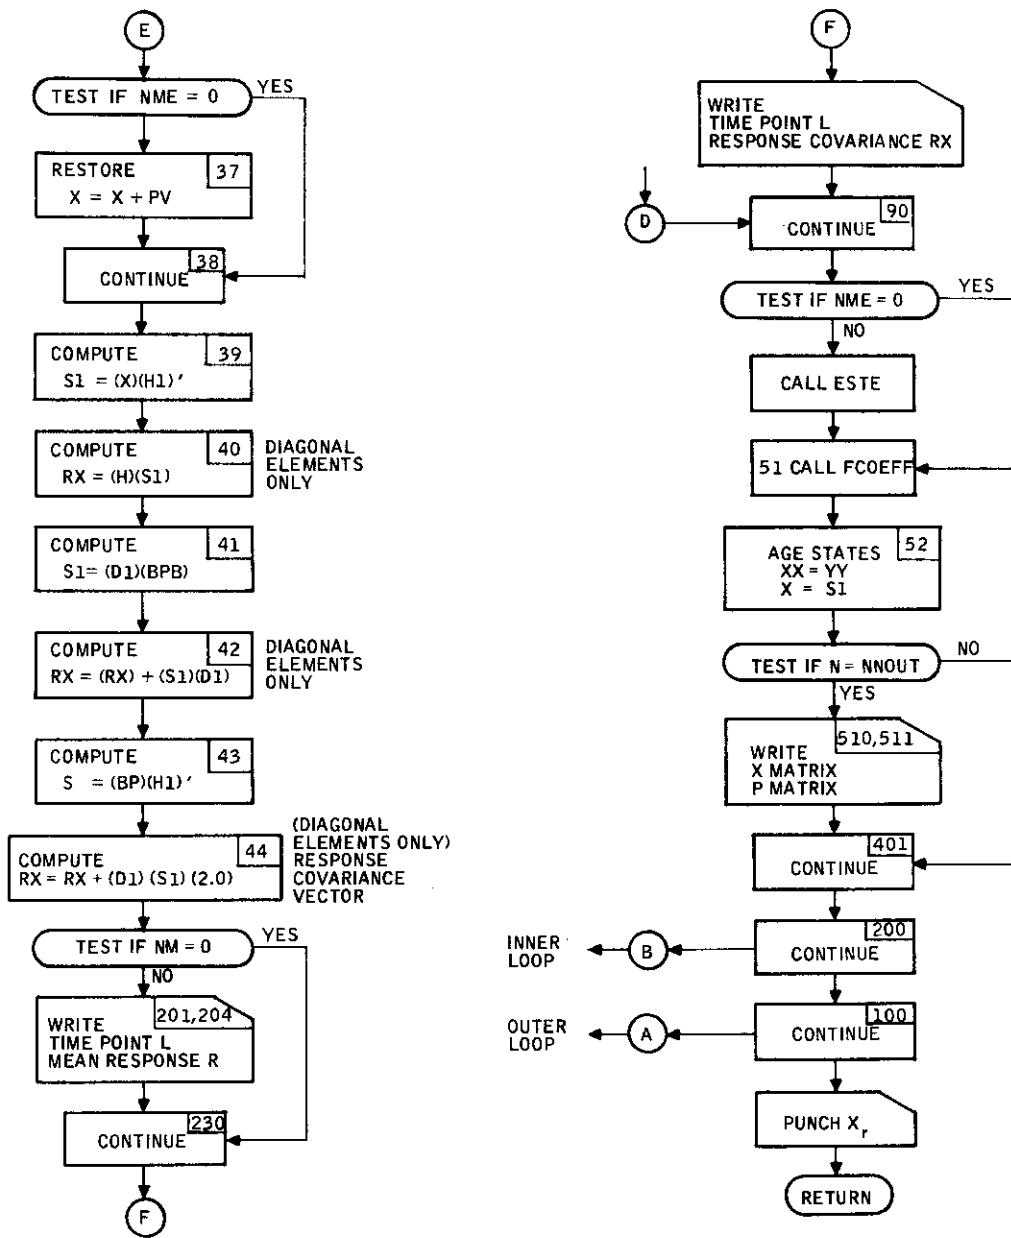 E
TEST IF NME = 0
YES
RESTORE
37
X = X + PV
CONTINUE
38
COMPUTE
39
S1 = (X)(H1)′
COMPUTE
40
RX = (H)(S1)
DIAGONAL
ELEMENTS
ONLY
COMPUTE
41
S1= (D1)(BPB)
COMPUTE
42
RX = (RX) + (S1)(D1)
DIAGONAL
ELEMENTS
ONLY
COMPUTE
43
S = (BP)(H1)′
COMPUTE
44
RX = RX + (D1) (S1) (2.0)
(DIAGONAL
ELEMENTS ONLY)
RESPONSE
COVARIANCE
VECTOR
TEST IF NM = 0
YES
NO
201,204
WRITE
TIME POINT L
MEAN RESPONSE R
CONTINUE
230
F
F
WRITE
TIME POINT L
RESPONSE COVARIANCE RX
D
CONTINUE
90
TEST IF NME = 0
YES
NO
CALL ESTE
51 CALL FCOEFF
AGE STATES
52
XX = YY
X = S1
TEST IF N = NNOUT
NO
YES
510,511
WRITE
X MATRIX
P MATRIX
CONTINUE
401
INNER
LOOP
B
CONTINUE
200
OUTER
LOOP
A
CONTINUE
100
PUNCH Xr
RETURN